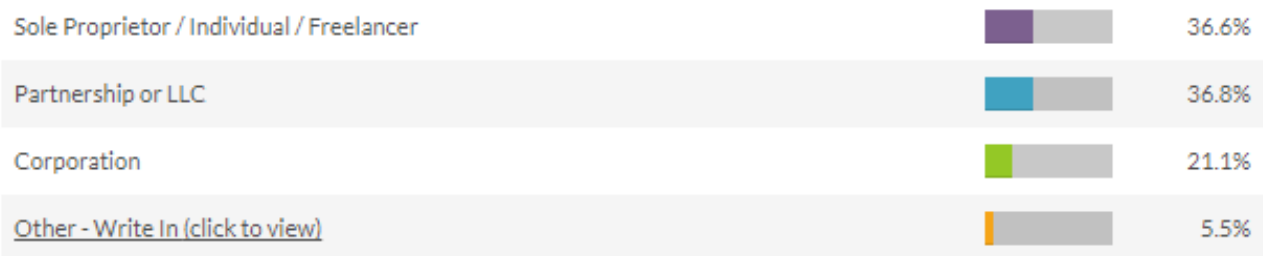 Sole Proprietor / Individual / Freelancer 36.6%
Partnership or LLC 36.8%
Corporation 21.1%
Other - Write In (click to view) 5.5%